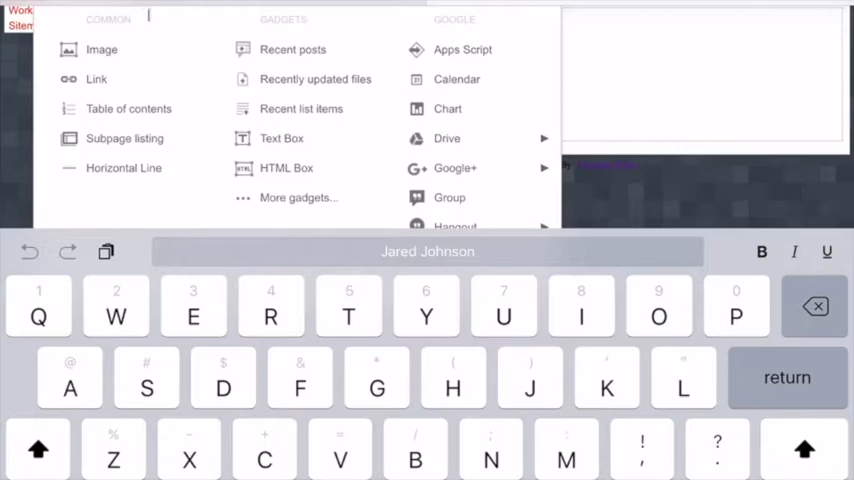 Work
Sitem
COMMON GADGETS GOOGLE
Image Recent posts Apps Script
Link Recently updated files Calendar
Table of contents Recent list items Chart
Subpage listing Text Box Drive
Horizontal Line HTML Box Google+
More gadgets... Group
Hangout
By
Jared Johnson
B I U
1 2 3 4 5 6 7 8 9 0
Q W E R T Y U I O P
@ # $ & * ( ) ' "
A S D F G H J K L return
% - + = / ; : ! ?
Z X C V B N M , .